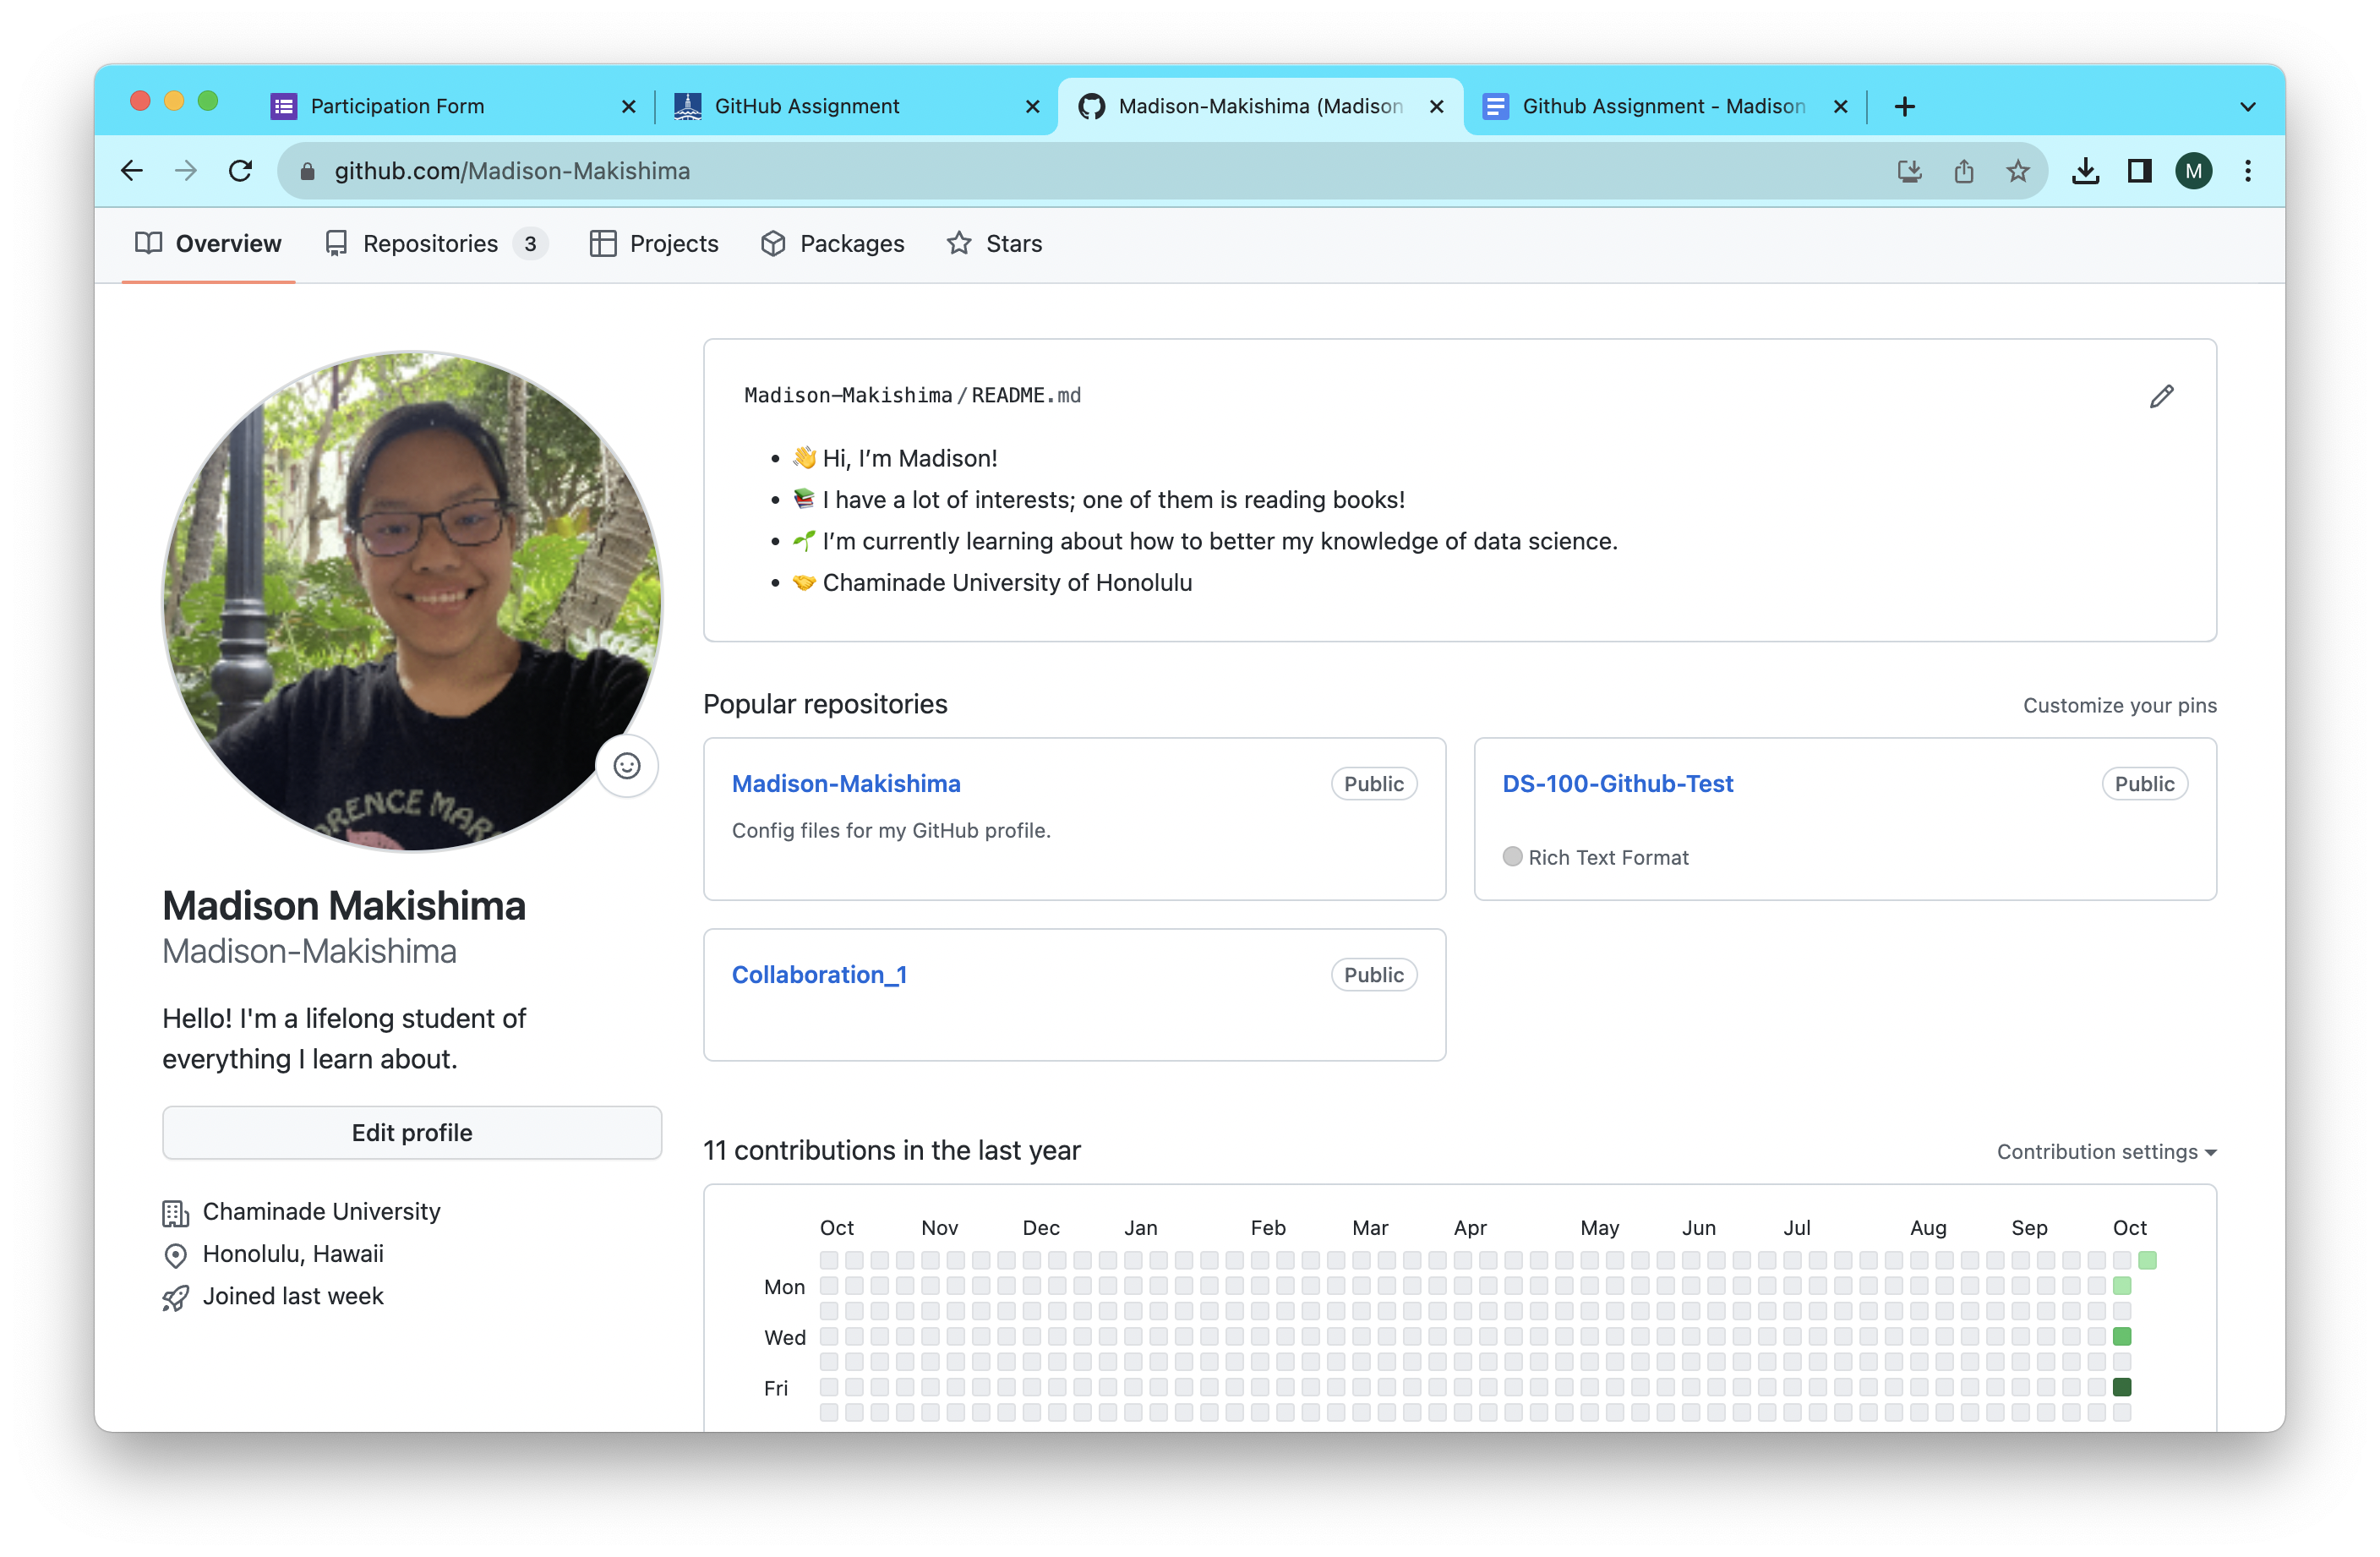 Participation Form
GitHub Assignment
Madison-Makishima (Madison
Github Assignment - Madison
github.com/Madison-Makishima
M
Overview
Repositories 3
Projects
Packages
Stars
Madison-Makishima/README.md
👋 Hi, I’m Madison!
📚 I have a lot of interests; one of them is reading books!
🌱 I’m currently learning about how to better my knowledge of data science.
🤝 Chaminade University of Honolulu
Popular repositories
Customize your pins
Madison-Makishima
Public
Config files for my GitHub profile.
DS-100-Github-Test
Public
Rich Text Format
Collaboration_1
Public
Madison Makishima
Madison-Makishima
Hello! I'm a lifelong student of
everything I learn about.
Edit profile
Chaminade University
Honolulu, Hawaii
Joined last week
11 contributions in the last year
Contribution settings
Oct Nov Dec Jan Feb Mar Apr May Jun Jul Aug Sep Oct
Mon
Wed
Fri